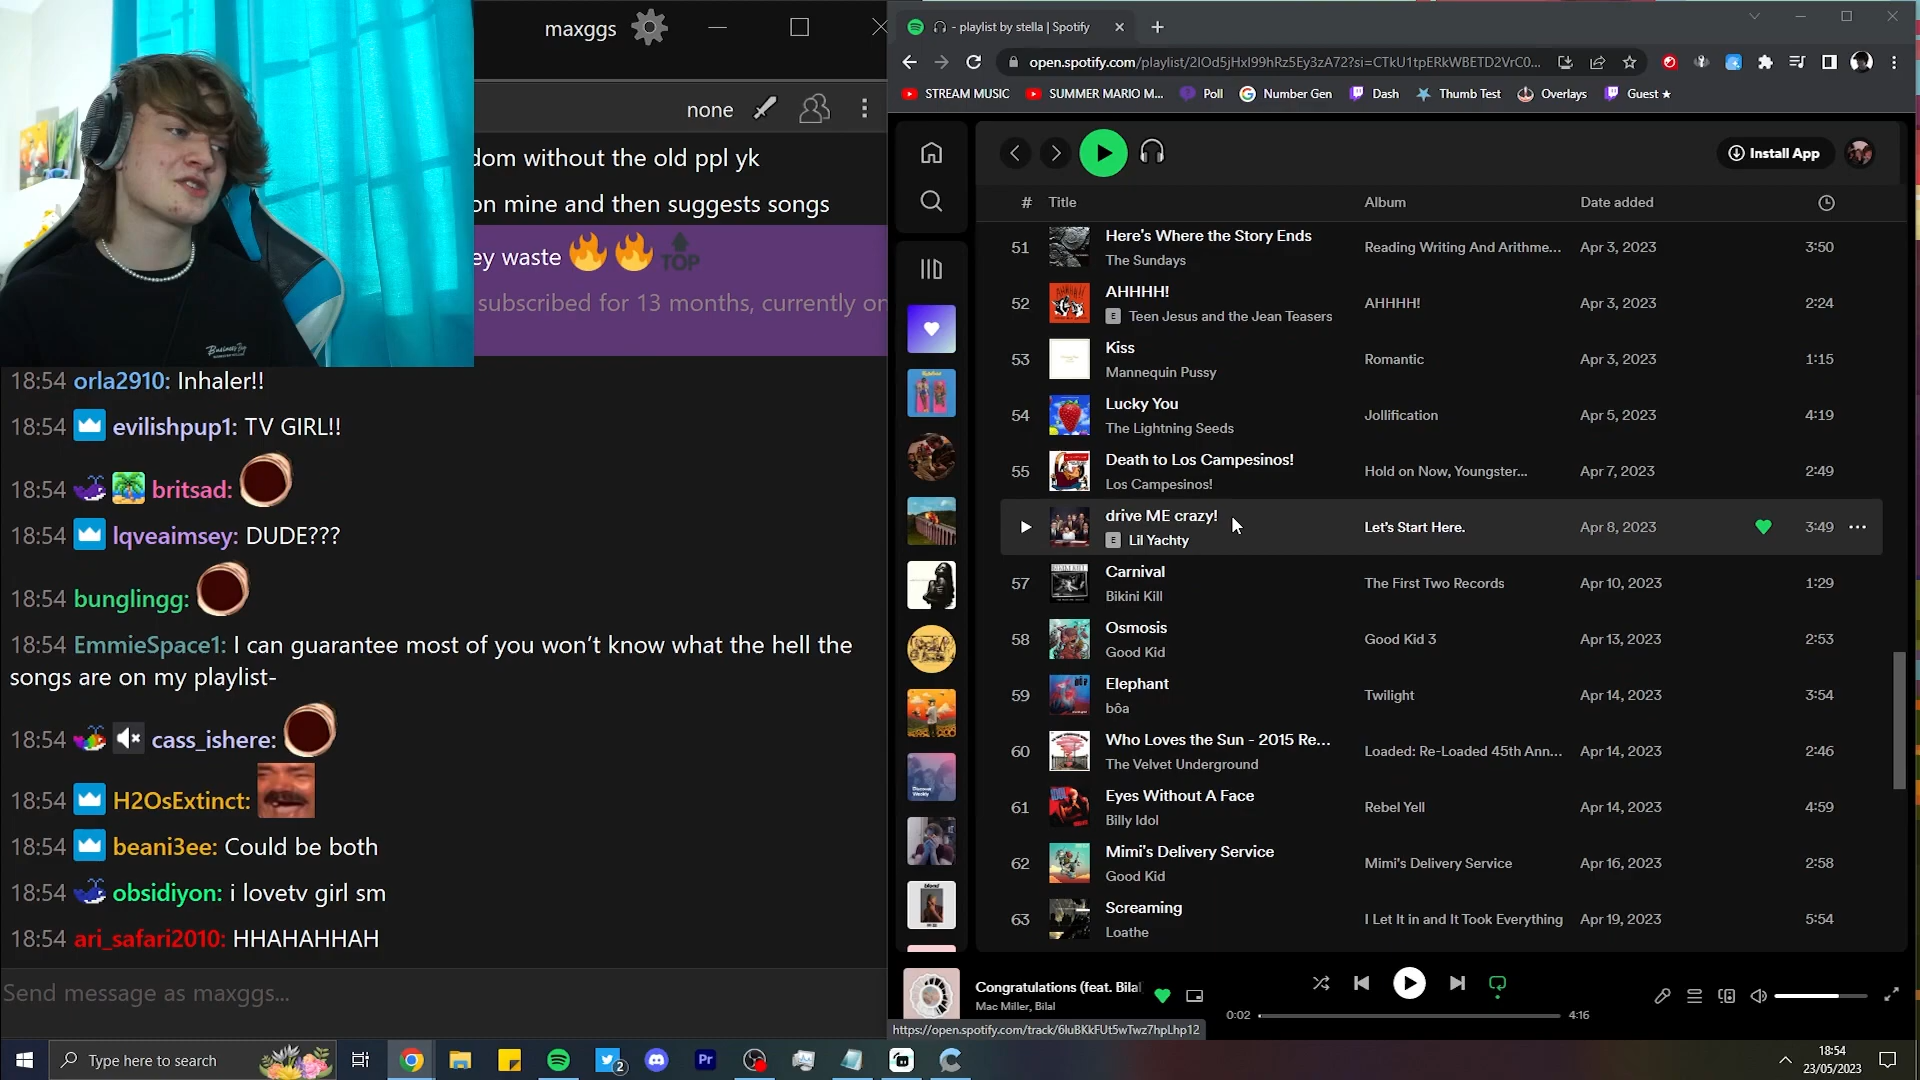 maxggs
none
dom without the old ppl yk
on mine and then suggests songs
ey waste
TOP
subscribed for 13 months, currently on
18:54 orla2910: Inhaler!!
18:54 evilishpup1: TV GIRL!!
18:54 britsad:
18:54 lqveaimsey: DUDE???
18:54 bunglingg:
18:54 EmmieSpace1: I can guarantee most of you won't know what the hell the
songs are on my playlist-
18:54 cass_ishere:
18:54 H2OsExtinct:
18:54 beani3ee: Could be both
18:54 obsidiyon: i lovetv girl sm
18:54 ari_safari2010: HHAHAHHAH
Send message as maxggs...
- playlist by stella | Spotify
open.spotify.com/playlist/2lOd5jHxl99hRz5Ey3zA72?si=CTkU1tpERkWBETD2VrC0...
STREAM MUSIC SUMMER MARIO M... Poll Number Gen Dash Thumb Test Overlays Guest ★
Install App
# Title Album Date added
51 Here's Where the Story Ends Reading Writing And Arithme... Apr 3, 2023 3:50
The Sundays
52 AHHHH! AHHHH! Apr 3, 2023 2:24
E Teen Jesus and the Jean Teasers
53 Kiss Romantic Apr 3, 2023 1:15
Mannequin Pussy
54 Lucky You Jollification Apr 5, 2023 4:19
The Lightning Seeds
55 Death to Los Campesinos! Hold on Now, Youngster... Apr 7, 2023 2:49
Los Campesinos!
drive ME crazy! Let's Start Here. Apr 8, 2023 3:49
E Lil Yachty
57 Carnival The First Two Records Apr 10, 2023 1:29
Bikini Kill
58 Osmosis Good Kid 3 Apr 13, 2023 2:53
Good Kid
59 Elephant Twilight Apr 14, 2023 3:54
bôa
60 Who Loves the Sun - 2015 Re... Loaded: Re-Loaded 45th Ann... Apr 14, 2023 2:46
The Velvet Underground
61 Eyes Without A Face Rebel Yell Apr 14, 2023 4:59
Billy Idol
62 Mimi's Delivery Service Mimi's Delivery Service Apr 16, 2023 2:58
Good Kid
63 Screaming I Let It in and It Took Everything Apr 19, 2023 5:54
Loathe
Congratulations (feat. Bilal
Mac Miller, Bilal
0:02 4:16
https://open.spotify.com/track/6luBKkFUt5wTwz7hpLhp12
Type here to search
2
Pr
18:54
23/05/2023